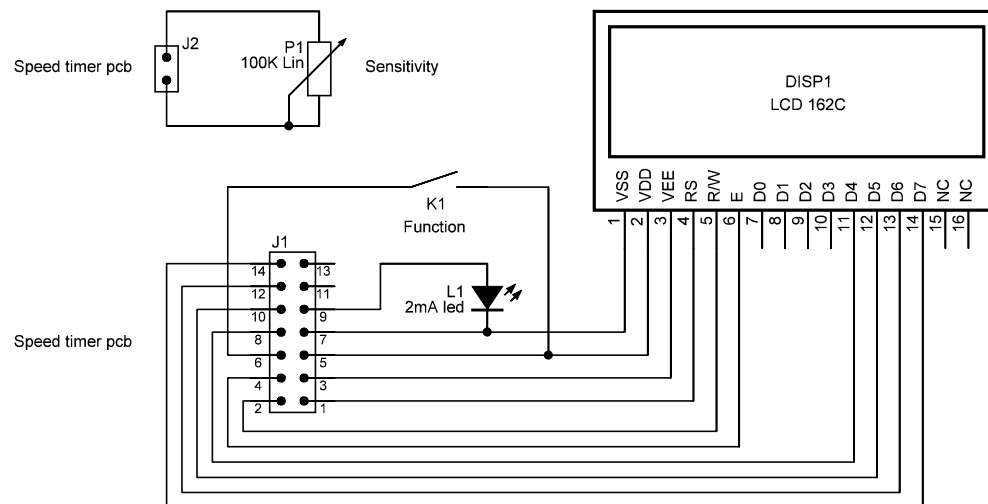 J2
P1
100K Lin
Speed timer pcb
Sensitivity
DISP1
LCD 162C
VSS
VDD
VEE
RS
R/W
E
D0
D1
D2
D3
D4
D5
D6
D7
NC
NC
1
2
3
4
5
6
7
8
9
10
11
12
13
14
15
16
K1
Function
J1
14 13
12 11
L1
10 9
2mA led
8 7
Speed timer pcb
6 5
4 3
2 1